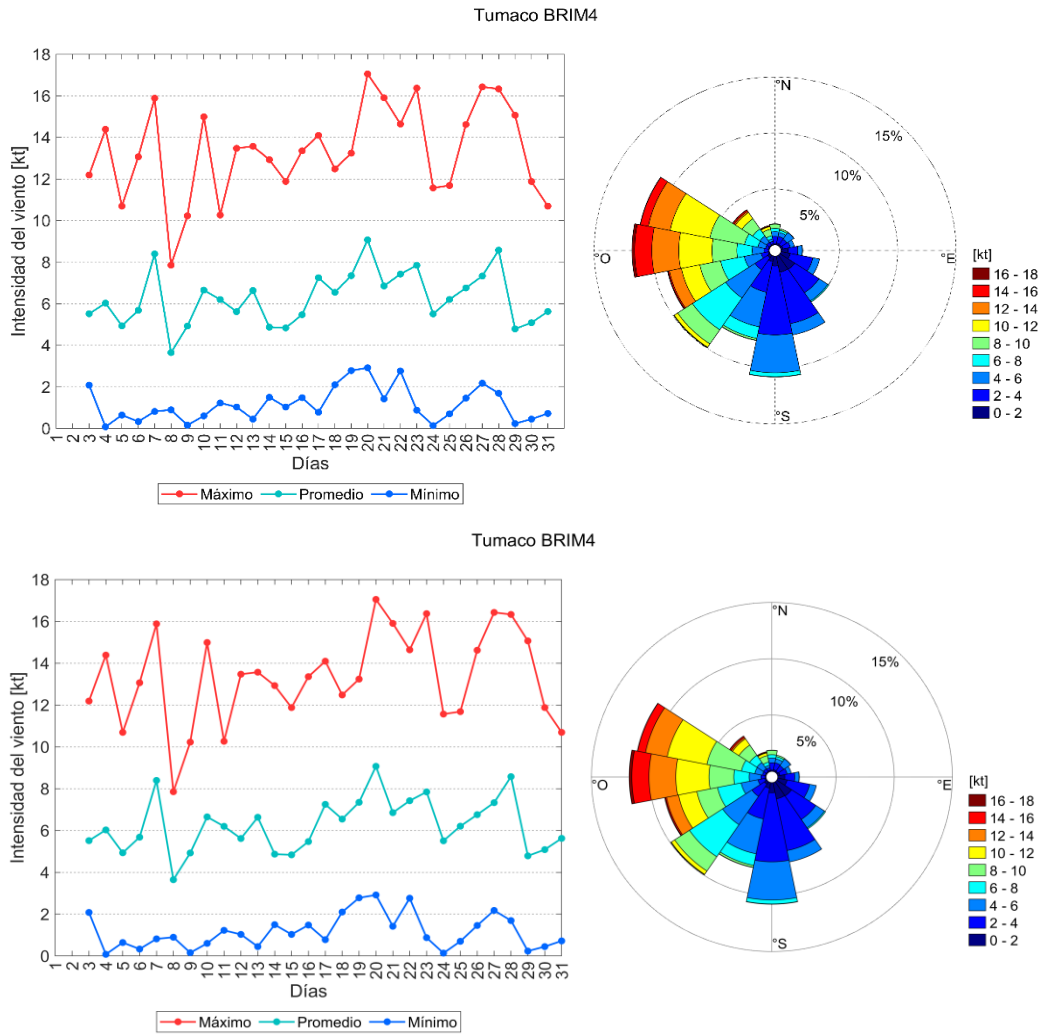 Tumaco BRIM4
18
16
14
12
10
8
6
4
2
0
Intensidad del viento [kt]
1 2 3 4 5 6 7 8 9 10 11 12 13 14 15 16 17 18 19 20 21 22 23 24 25 26 27 28 29 30 31
Días
Máximo Promedio Mínimo
°N
15%
10%
5%
°O °E
°S
[kt]
16 - 18
14 - 16
12 - 14
10 - 12
8 - 10
6 - 8
4 - 6
2 - 4
0 - 2
Tumaco BRIM4
18
16
14
12
10
8
6
4
2
0
Intensidad del viento [kt]
1 2 3 4 5 6 7 8 9 10 11 12 13 14 15 16 17 18 19 20 21 22 23 24 25 26 27 28 29 30 31
Días
Máximo Promedio Mínimo
°N
15%
10%
5%
°O °E
°S
[kt]
16 - 18
14 - 16
12 - 14
10 - 12
8 - 10
6 - 8
4 - 6
2 - 4
0 - 2